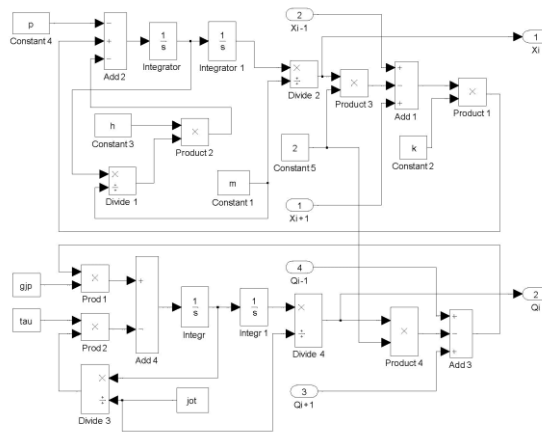 p
Constant 4
Add 2
1
s
Integrator
1
s
Integrator 1
2
Xi-1
×
÷
Divide 2
×
Product 3
Add 1
×
Product 1
1
Xi
h
Constant 3
×
Product 2
2
Constant 5
k
Constant 2
×
÷
Divide 1
m
Constant 1
1
Xi+1
gjp
×
Prod 1
tau
×
Prod 2
Add 4
1
s
Integr
1
s
Integr 1
×
÷
Divide 4
4
Qi-1
×
Product 4
Add 3
2
Qi
×
÷
Divide 3
jot
3
Qi+1